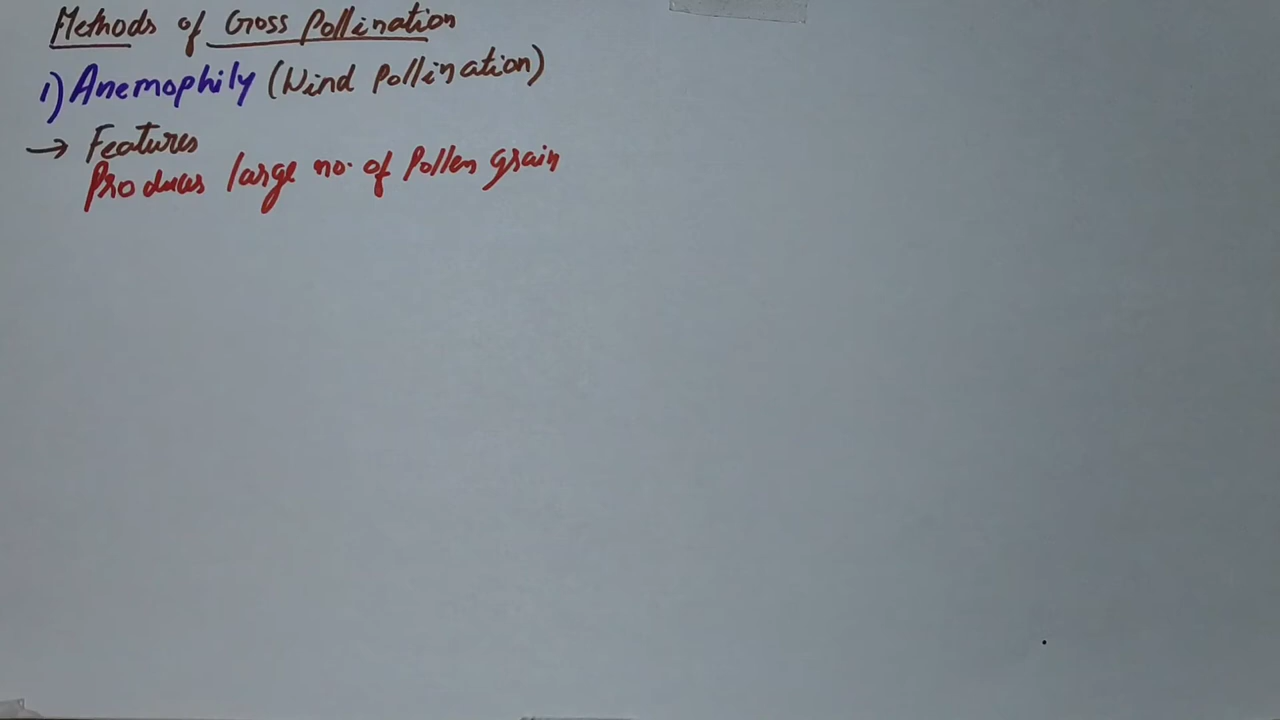 Methods of Cross Pollination
1) Anemophily (Wind Pollination)
→ Features
Produces large no. of Pollen grain